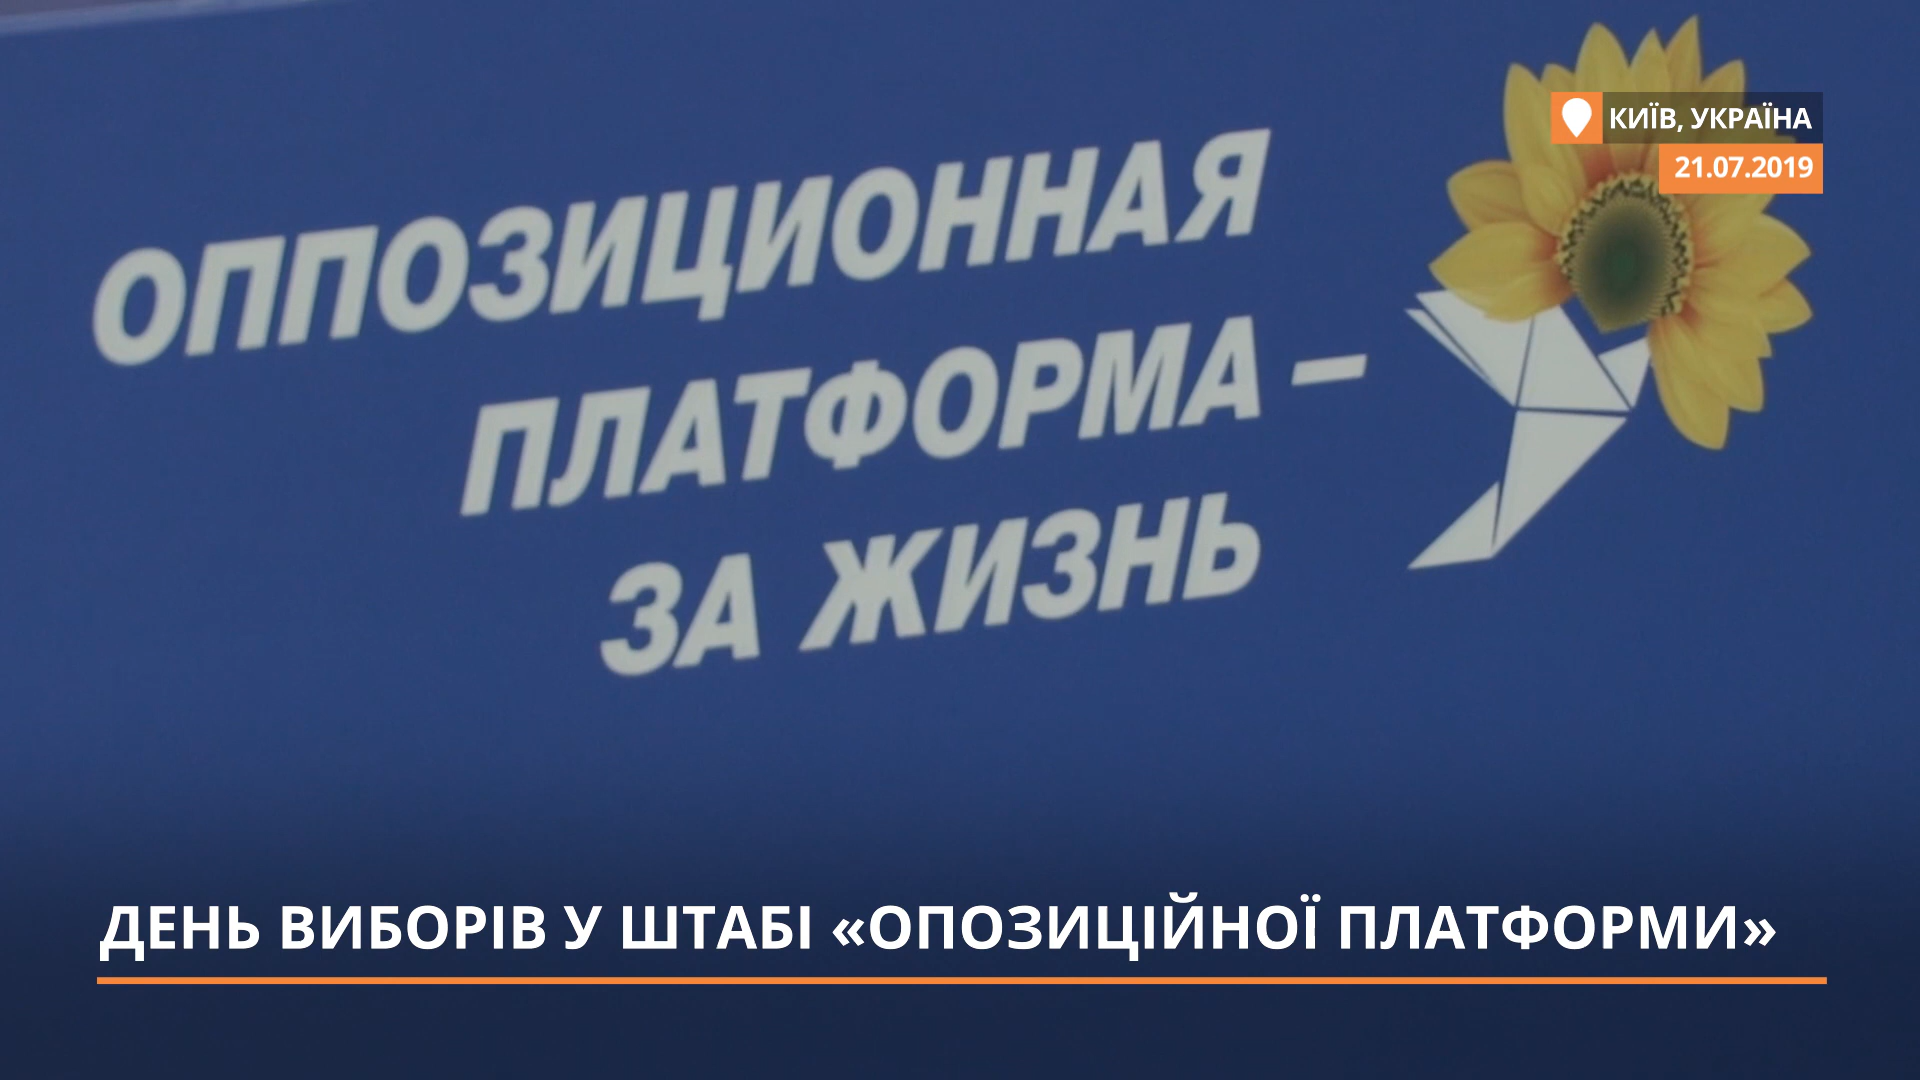 КИЇВ, УКРАЇНА
21.07.2019
ОППОЗИЦИОННАЯ
ПЛАТФОРМА –
ЗА ЖИЗНЬ
ДЕНЬ ВИБОРІВ У ШТАБІ «ОПОЗИЦІЙНОЇ ПЛАТФОРМИ»